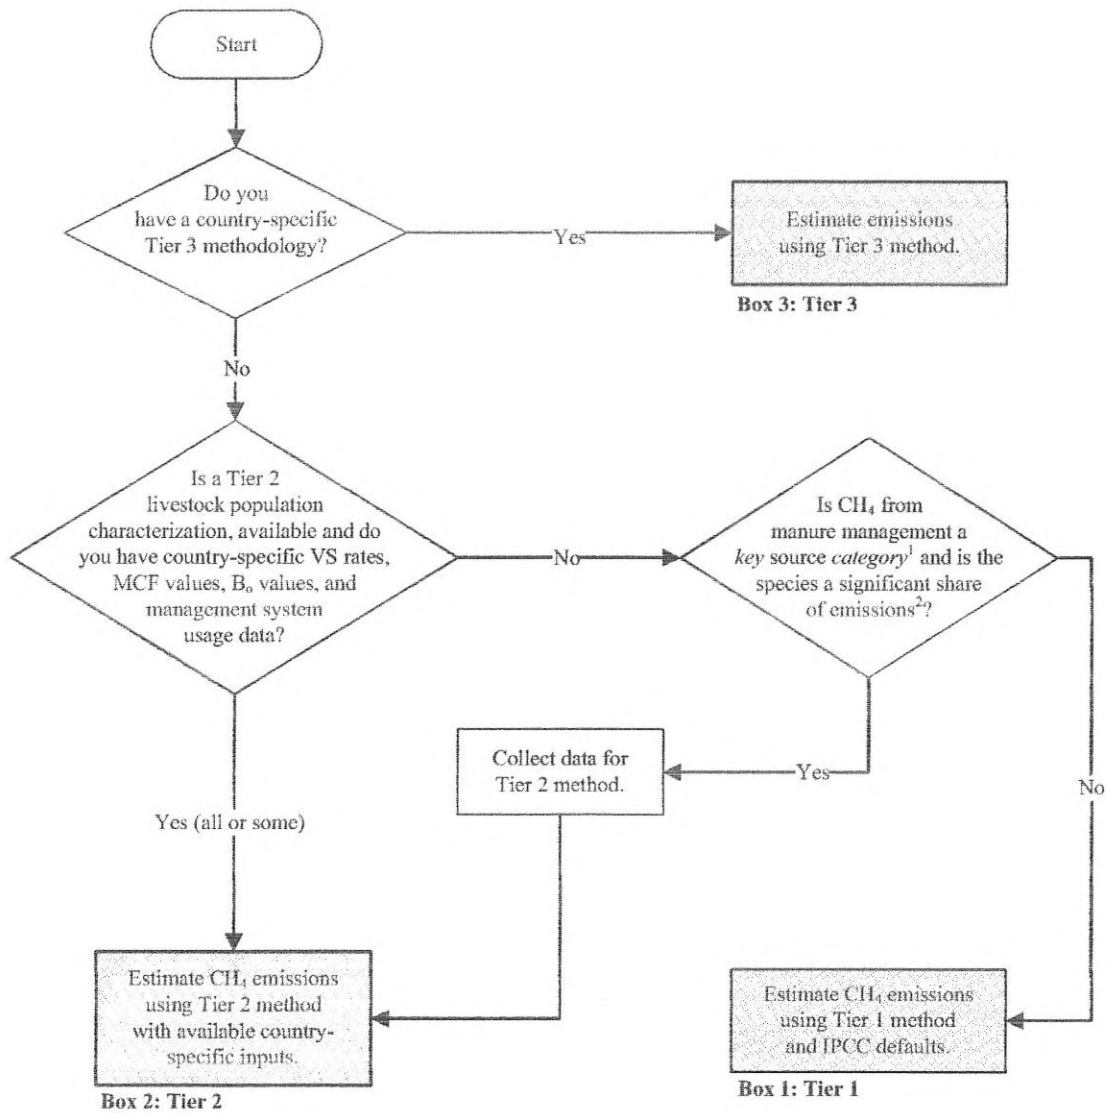 Start
Do you
have a country-specific
Tier 3 methodology?
Yes
Estimate emissions
using Tier 3 method.
Box 3: Tier 3
No
Is a Tier 2
livestock population
characterization, available and do
you have country-specific VS rates,
MCF values, Bₒ values, and
management system
usage data?
No
Is CH₄ from
manure management a
key source category¹ and is the
species a significant share
of emissions²?
Collect data for
Tier 2 method.
Yes
No
Yes (all or some)
Estimate CH₄ emissions
using Tier 2 method
with available country-
specific inputs.
Box 2: Tier 2
Estimate CH₄ emissions
using Tier 1 method
and IPCC defaults.
Box 1: Tier 1